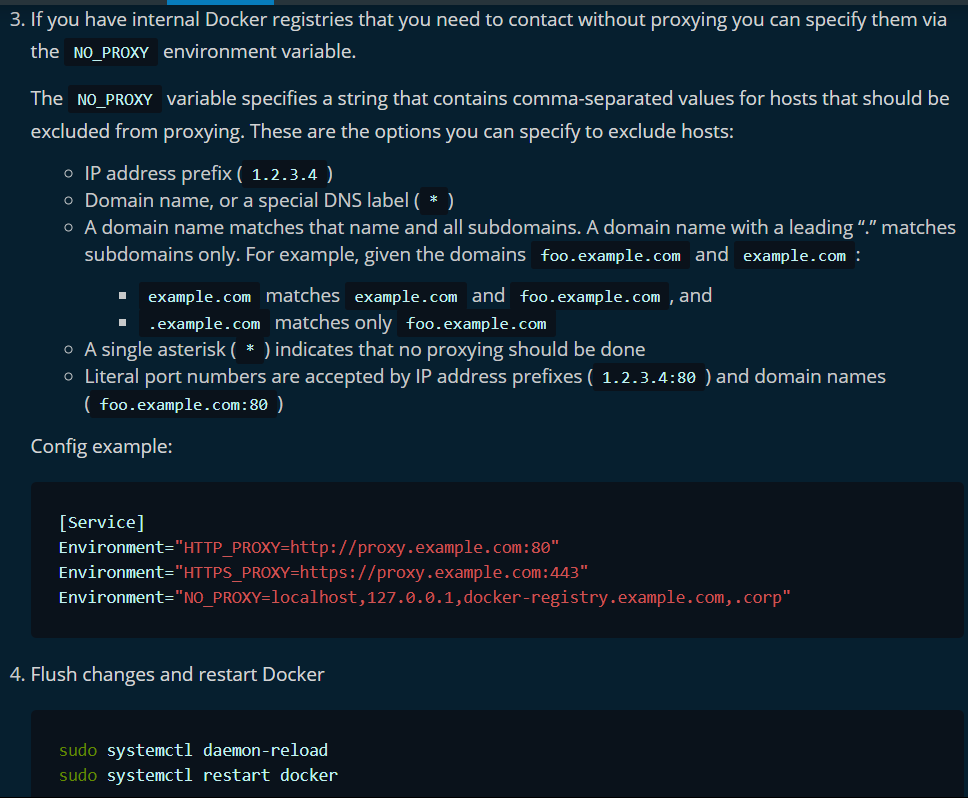 3. If you have internal Docker registries that you need to contact without proxying you can specify them via
the NO_PROXY environment variable.
The NO_PROXY variable specifies a string that contains comma-separated values for hosts that should be
excluded from proxying. These are the options you can specify to exclude hosts:
IP address prefix ( 1.2.3.4 )
Domain name, or a special DNS label ( * )
A domain name matches that name and all subdomains. A domain name with a leading “.” matches
subdomains only. For example, given the domains foo.example.com and example.com :
example.com matches example.com and foo.example.com , and
.example.com matches only foo.example.com
A single asterisk ( * ) indicates that no proxying should be done
Literal port numbers are accepted by IP address prefixes ( 1.2.3.4:80 ) and domain names
( foo.example.com:80 )
Config example:
[Service]
Environment="HTTP_PROXY=http://proxy.example.com:80"
Environment="HTTPS_PROXY=https://proxy.example.com:443"
Environment="NO_PROXY=localhost,127.0.0.1,docker-registry.example.com,.corp"
4. Flush changes and restart Docker
sudo systemctl daemon-reload
sudo systemctl restart docker